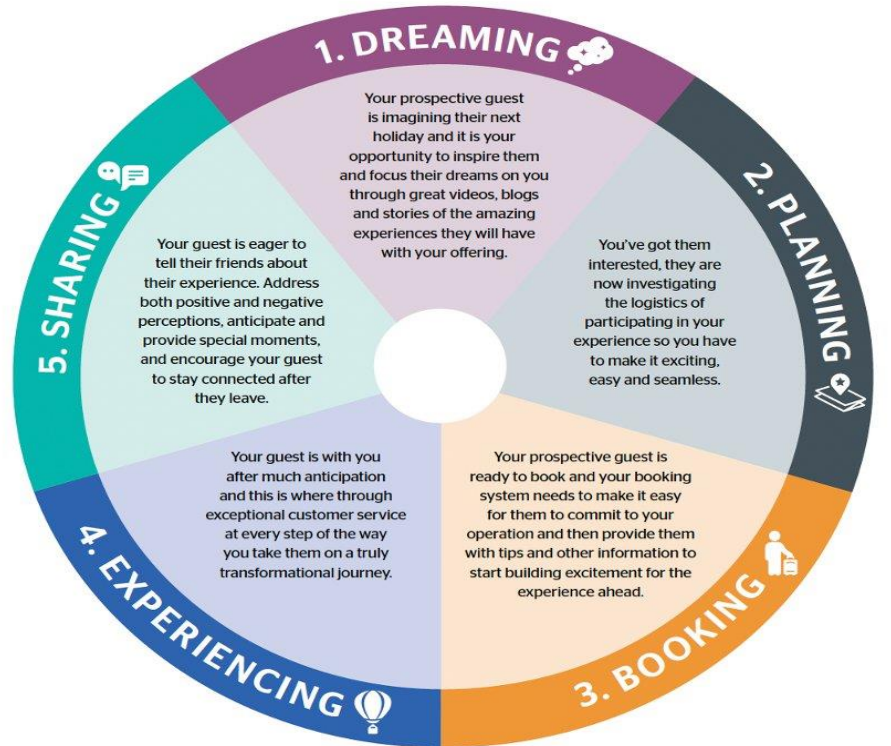 1. DREAMING
Your prospective guest
is imagining their next
holiday and it is your
opportunity to inspire them
and focus their dreams on you
through great videos, blogs
and stories of the amazing
experiences they will have
with your offering.
2. PLANNING
You’ve got them
interested, they are
now investigating
the logistics of
participating in your
experience so you have
to make it exciting,
easy and seamless.
3. BOOKING
Your prospective guest is
ready to book and your booking
system needs to make it easy
for them to commit to your
operation and then provide them
with tips and other information to
start building excitement for the
experience ahead.
4. EXPERIENCING
Your guest is with you
after much anticipation
and this is where through
exceptional customer service
at every step of the way
you take them on a truly
transformational journey.
5. SHARING
Your guest is eager to
tell their friends about
their experience. Address
both positive and negative
perceptions, anticipate and
provide special moments,
and encourage your guest
to stay connected after
they leave.